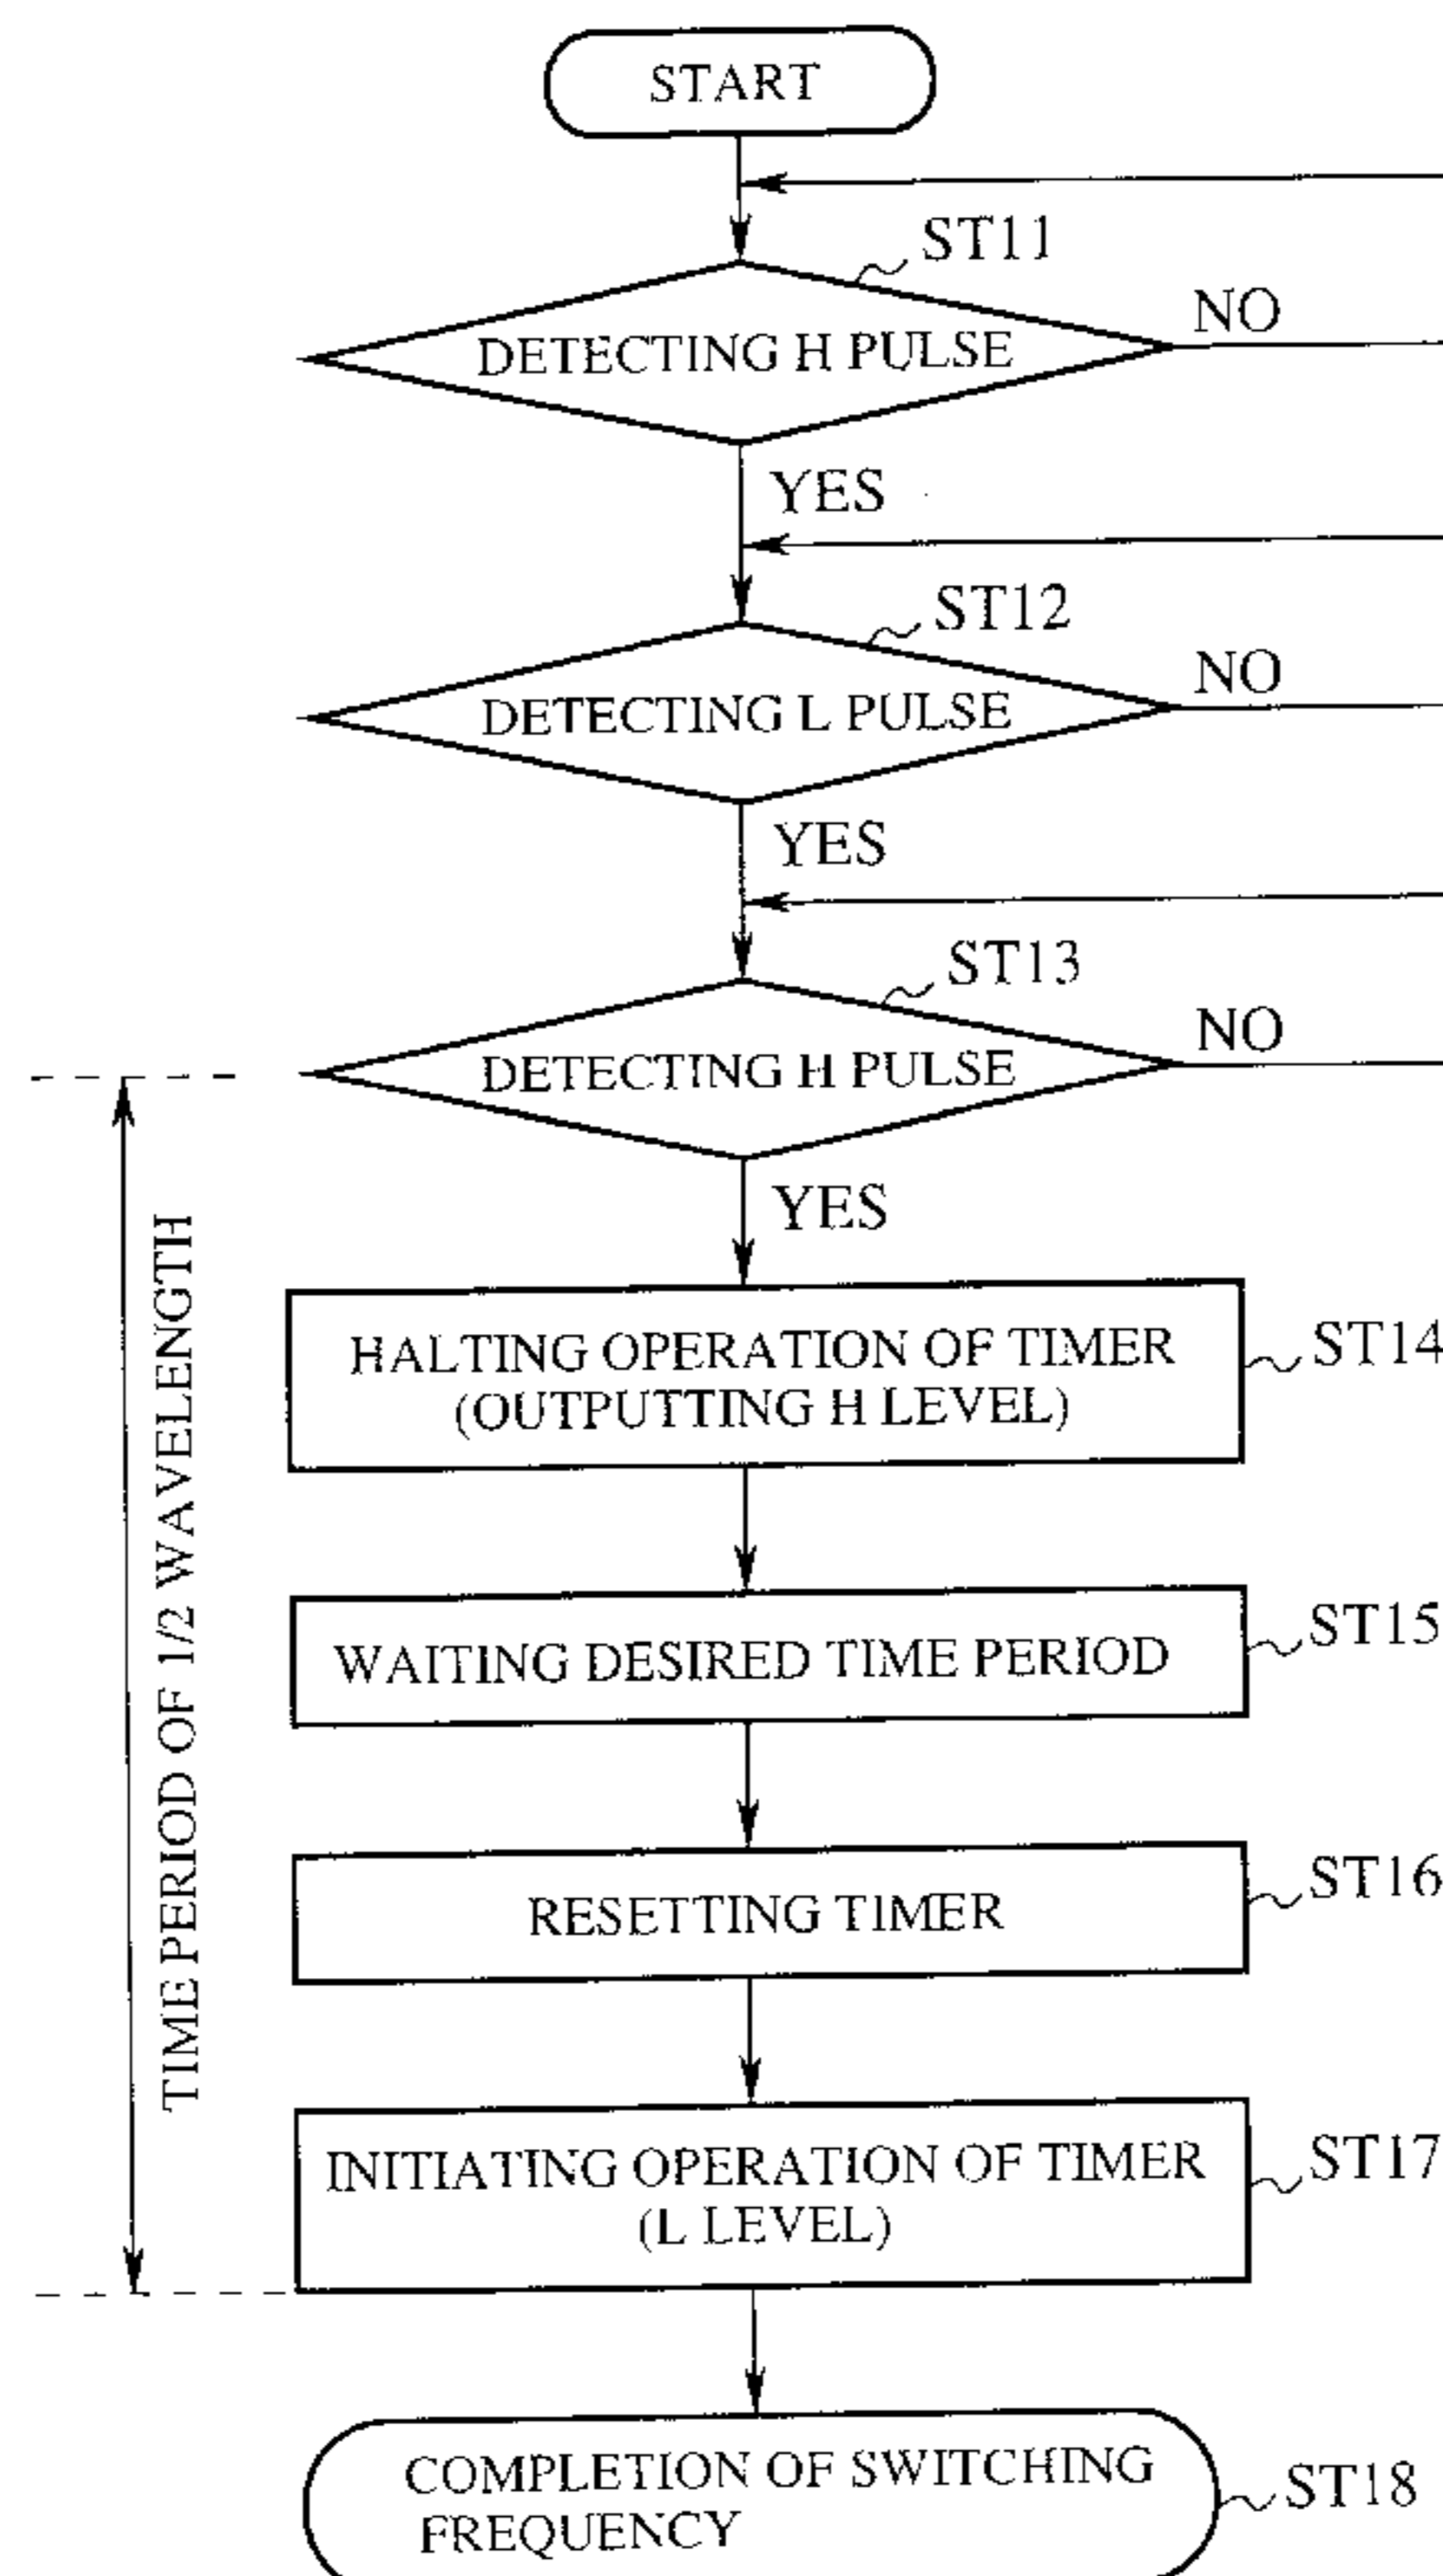 START
ST11
DETECTING H PULSE
NO
YES
ST12
DETECTING L PULSE
NO
YES
ST13
DETECTING H PULSE
NO
YES
TIME PERIOD OF 1/2 WAVELENGTH
HALTING OPERATION OF TIMER
(OUTPUTTING H LEVEL)
ST14
WAITING DESIRED TIME PERIOD
ST15
RESETTING TIMER
ST16
INITIATING OPERATION OF TIMER
(L LEVEL)
ST17
COMPLETION OF SWITCHING
FREQUENCY
ST18